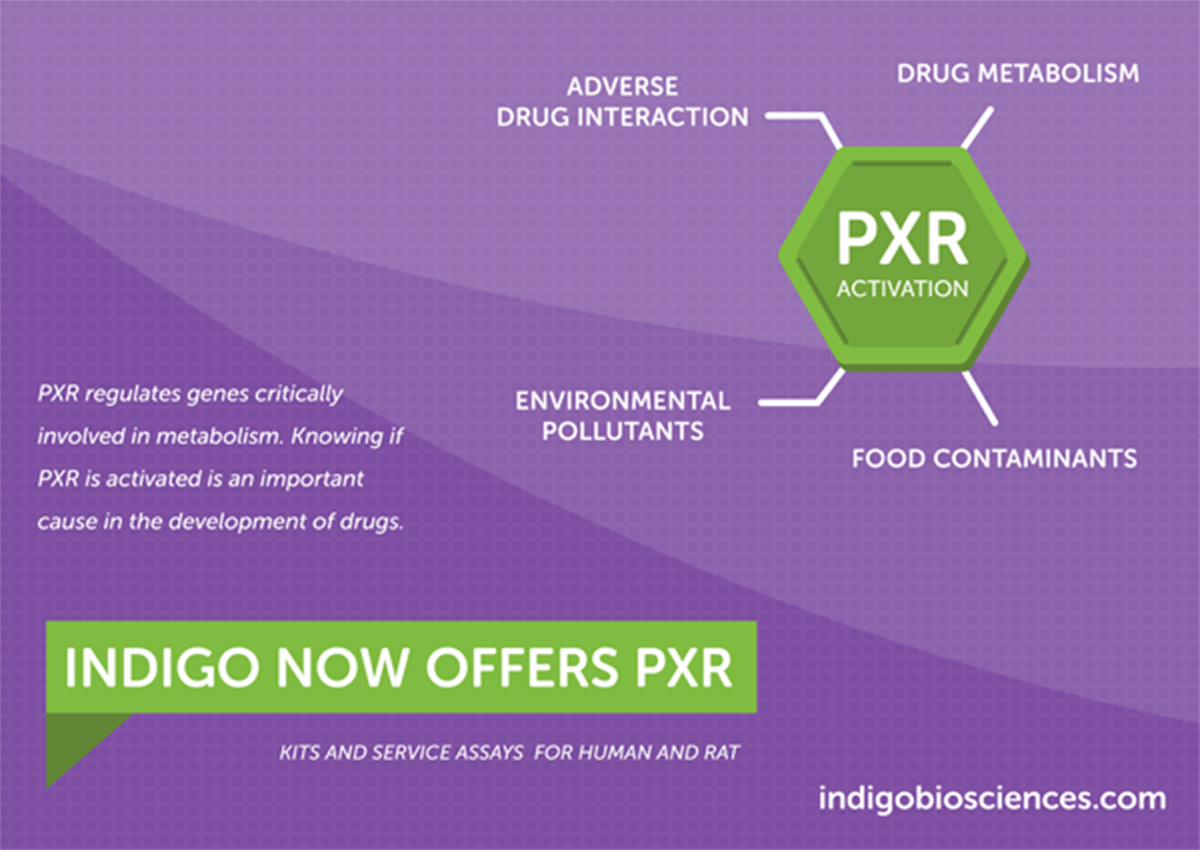 ADVERSE
DRUG INTERACTION
DRUG METABOLISM
PXR
ACTIVATION
ENVIRONMENTAL
POLLUTANTS
FOOD CONTAMINANTS
PXR regulates genes critically
involved in metabolism. Knowing if
PXR is activated is an important
cause in the development of drugs.
INDIGO NOW OFFERS PXR
KITS AND SERVICE ASSAYS FOR HUMAN AND RAT
indigobiosciences.com